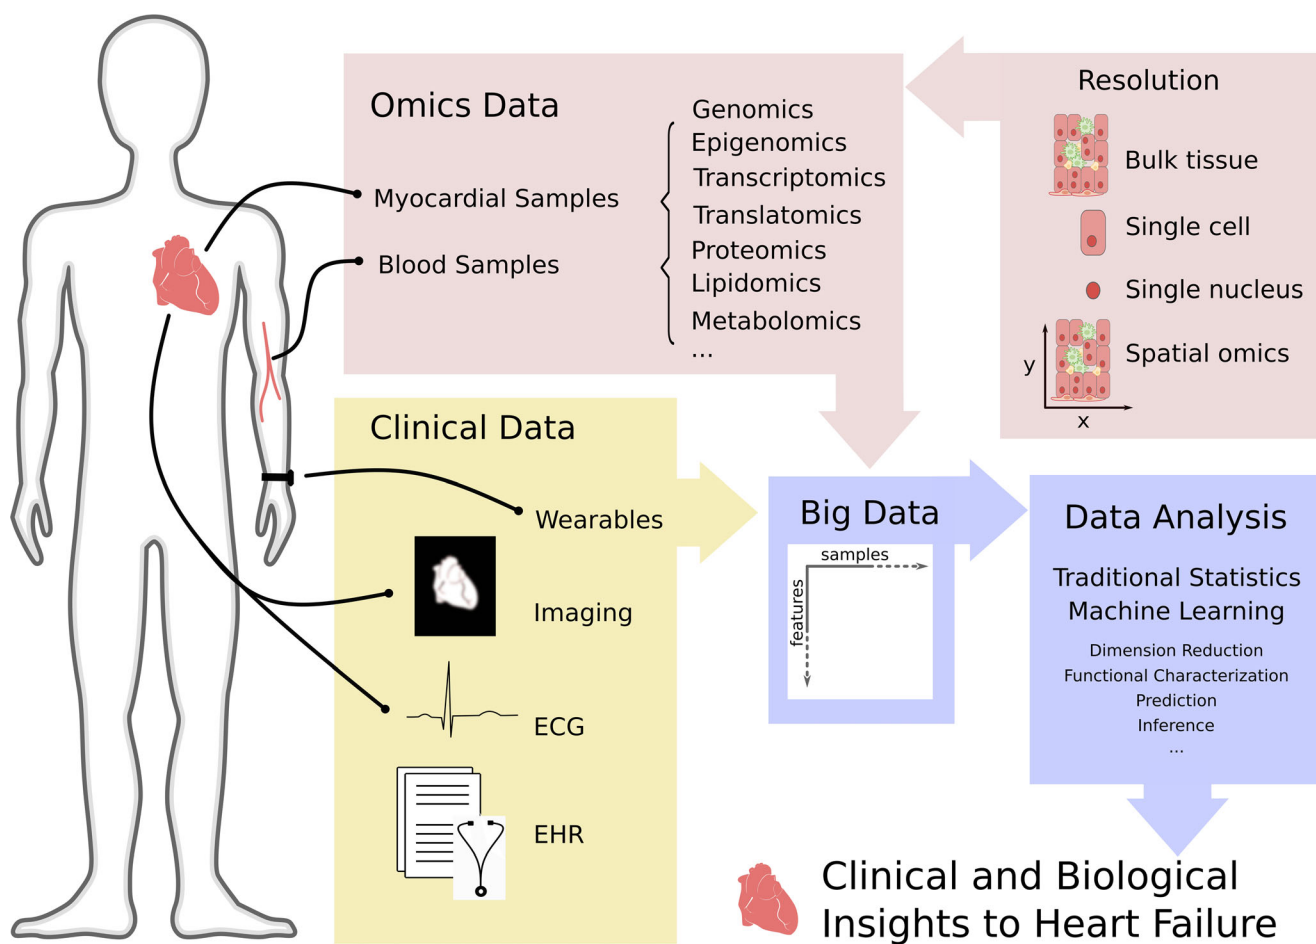 Omics Data
Myocardial Samples
Blood Samples
Genomics
Epigenomics
Transcriptomics
Translatomics
Proteomics
Lipidomics
Metabolomics
...
Resolution
Bulk tissue
Single cell
Single nucleus
Spatial omics
y
x
Clinical Data
Wearables
Imaging
ECG
EHR
Big Data
samples
features
Data Analysis
Traditional Statistics
Machine Learning
Dimension Reduction
Functional Characterization
Prediction
Inference
...
Clinical and Biological
Insights to Heart Failure